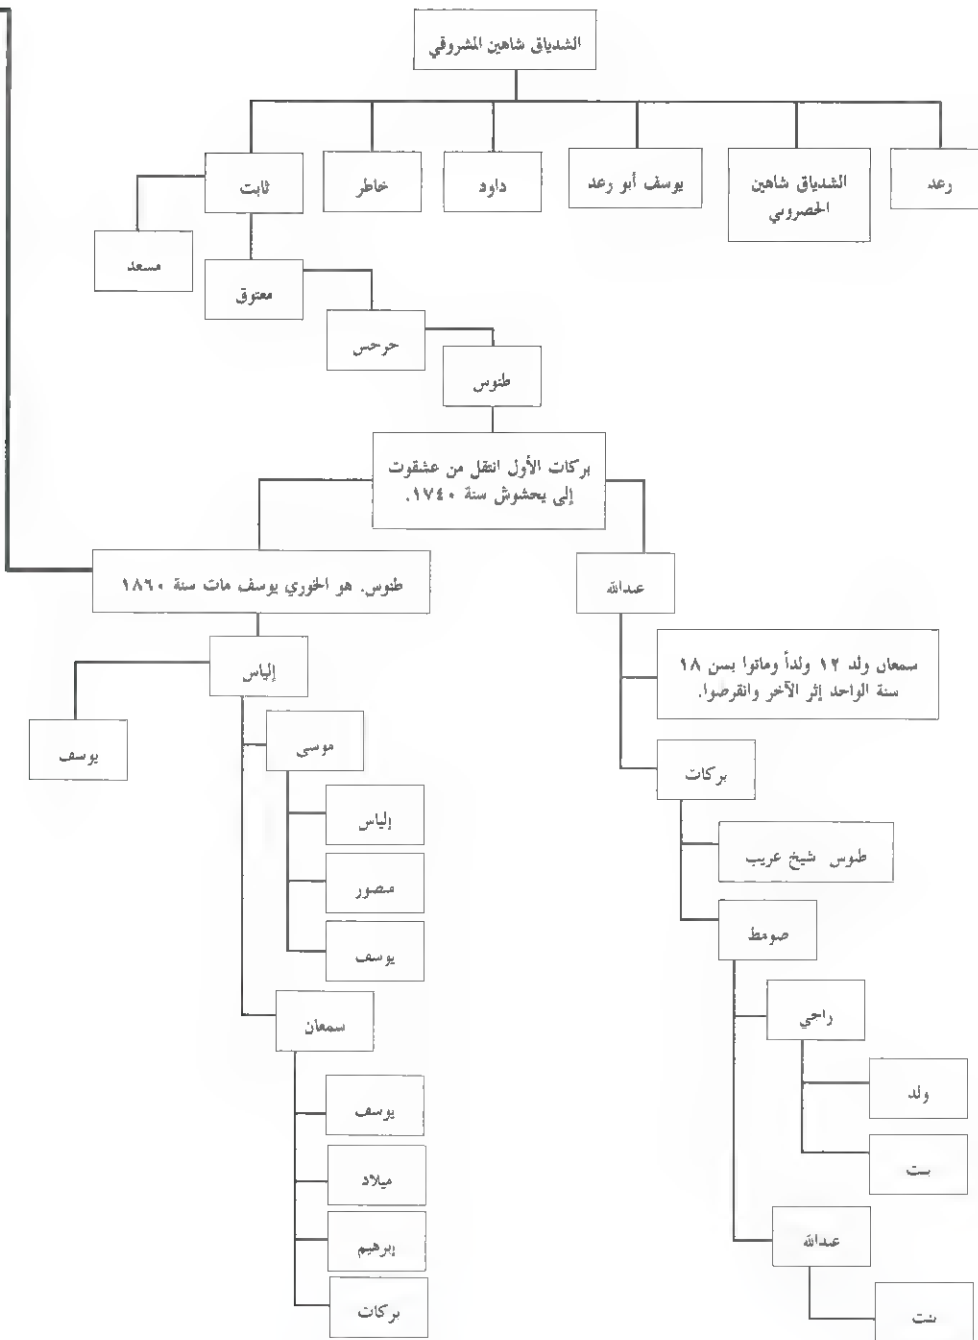 الشدياق شاهين المشروقي
رعد
الشدياق شاهين
الحصروني
يوسف أبو رعد
داود
خاطر
ثابت
مسعد
معتوق
جرجس
طنوس
بركات الأول انتقل من عشقوت
إلى يحشوش سنة ١٧٤٠.
عبدالله
سمعان ولد ١٢ ولداً وماتوا بسن ١٨
سنة الواحد إثر الآخر وانقرضوا.
بركات
طنوس شيخ عريب
صومط
راجي
ولد
بنت
عبدالله
بنت
طنوس. هو الخوري يوسف مات سنة ١٨٦٠
إلياس
يوسف
موسى
إلياس
منصور
يوسف
سمعان
يوسف
ميلاد
إبرهيم
بركات